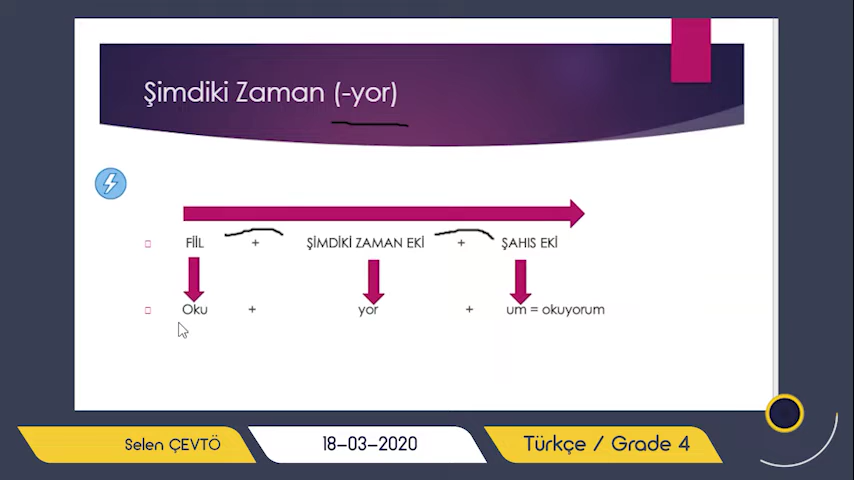 Şimdiki Zaman (-yor)
FİİL + ŞİMDİKİ ZAMAN EKİ + ŞAHIS EKİ
Oku + yor + um = okuyorum
Selen ÇEVTÖ
18-03-2020
Türkçe / Grade 4